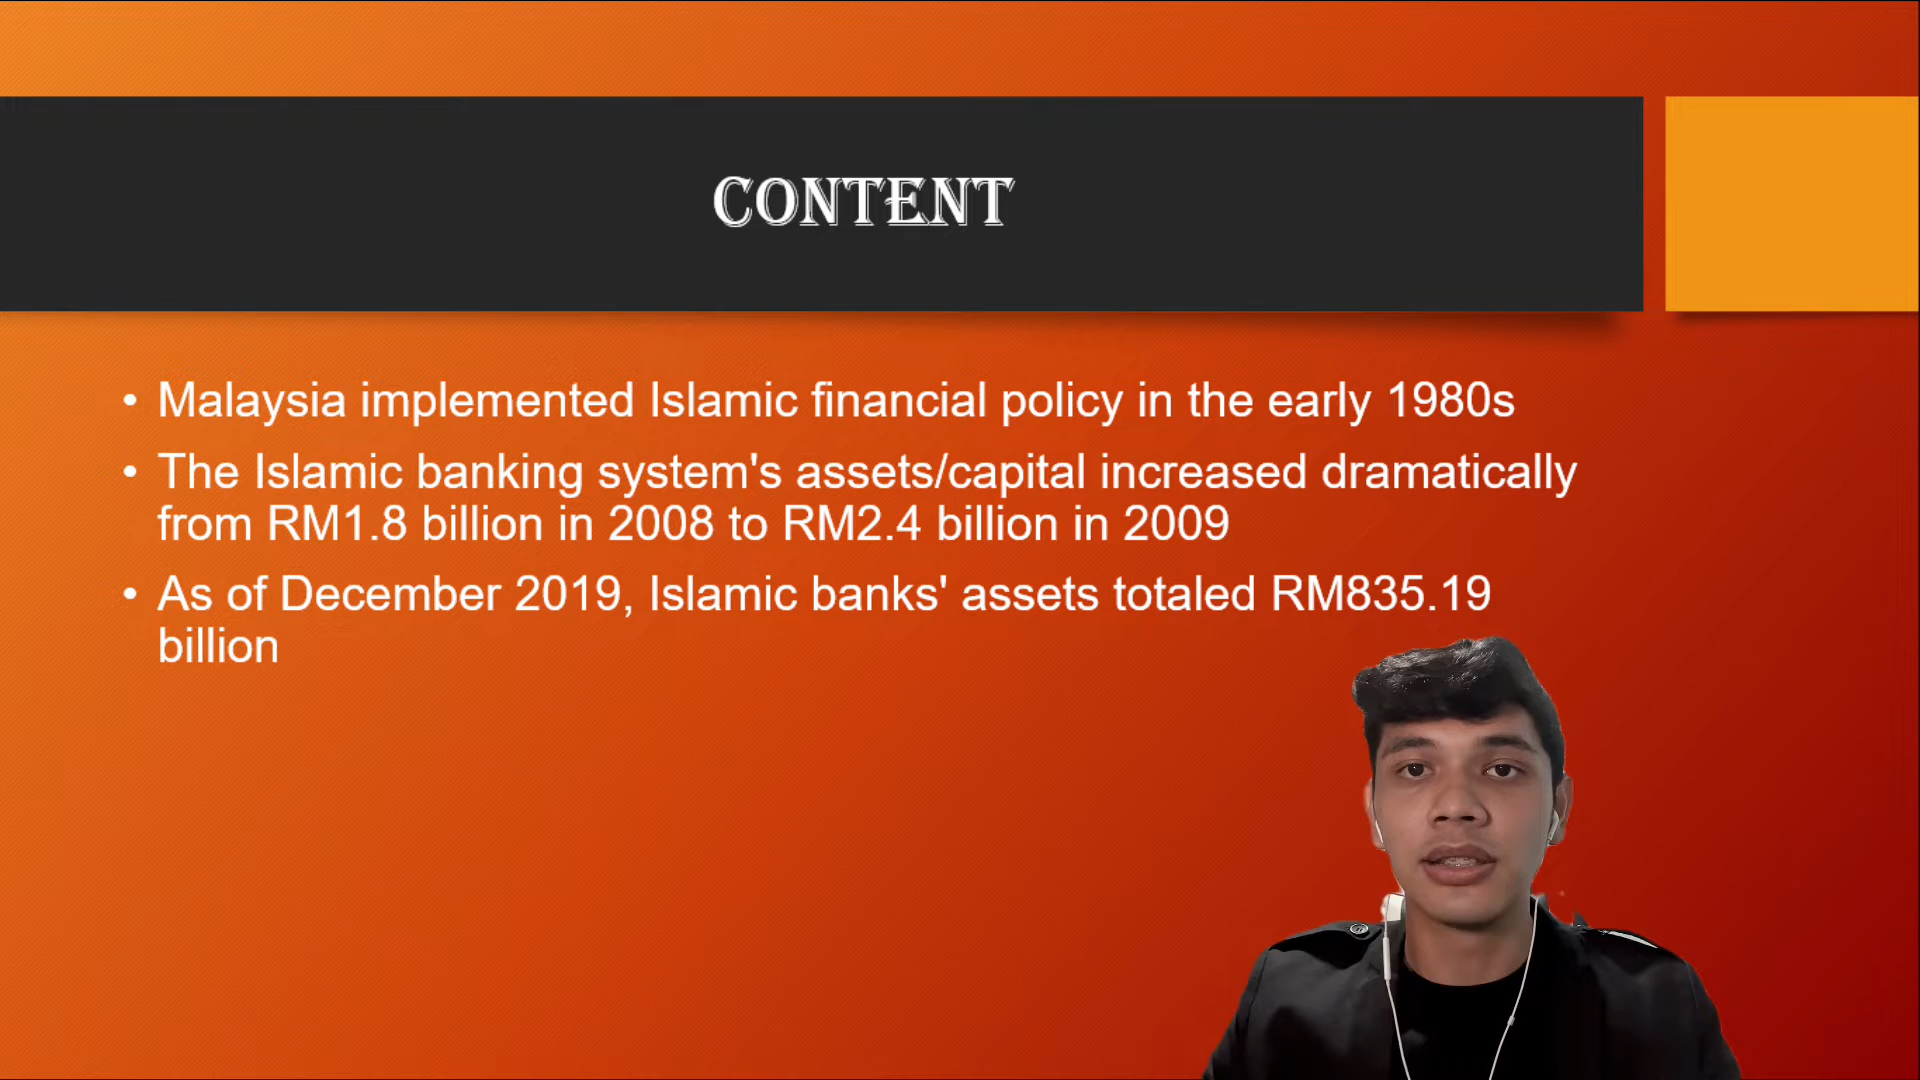 CONTENT
• Malaysia implemented Islamic financial policy in the early 1980s
• The Islamic banking system's assets/capital increased dramatically
from RM1.8 billion in 2008 to RM2.4 billion in 2009
• As of December 2019, Islamic banks' assets totaled RM835.19
billion